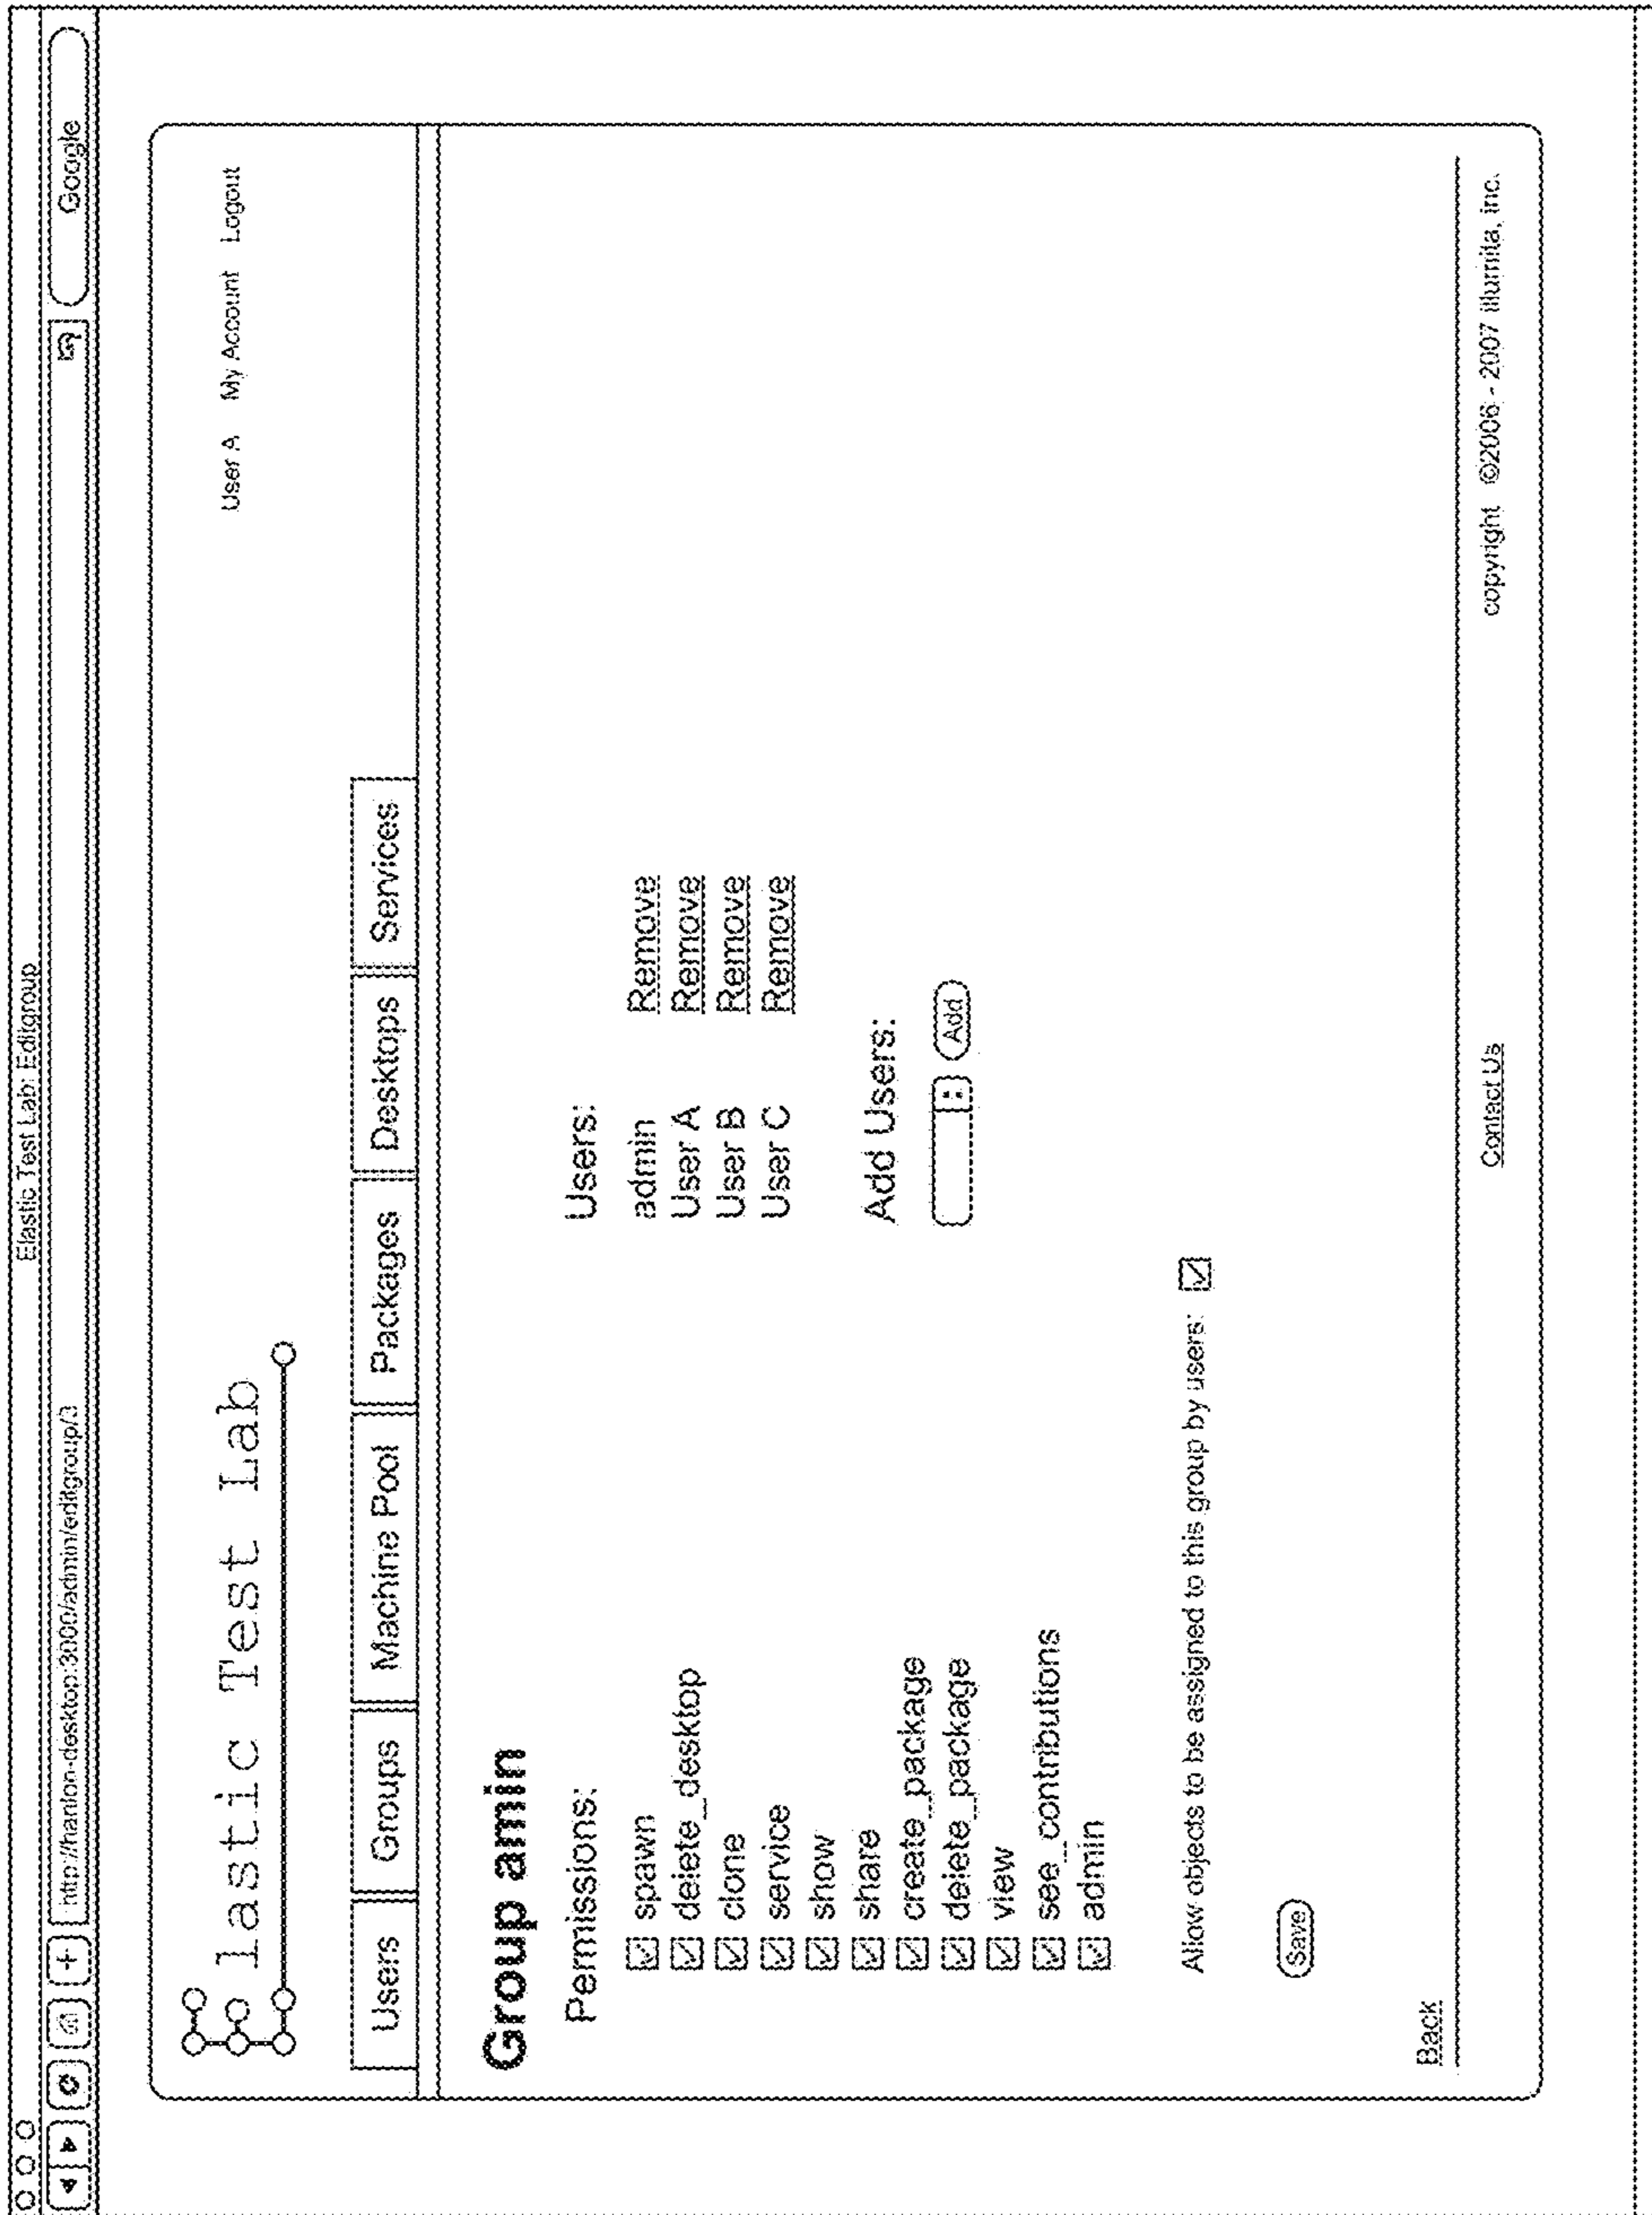 Elastic Test Lab: Editgroup
http://hanlon-desktop:3000/admin/editgroup/3
Google
lastic Test Lab
User A My Account Logout
Users Groups Machine Pool Packages Desktops Services
Group amin
Permissions:
spawn
delete_desktop
clone
service
show
share
create_package
delete_package
view
see_contributions
admin
Users:
admin Remove
User A Remove
User B Remove
User C Remove
Add Users:
Add
Allow objects to be assigned to this group by users:
Save
Back
Contact Us
copyright ©2006 - 2007 illumita, inc.